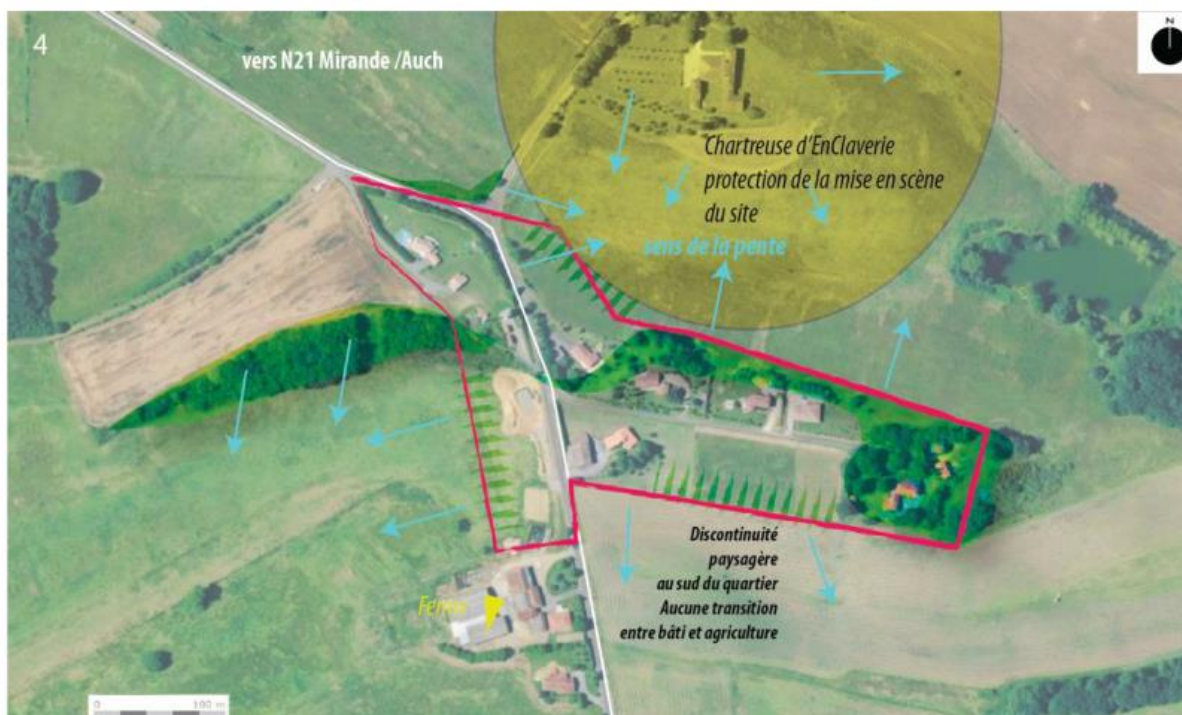 4
vers N21 Mirande /Auch
N
Chartreuse d'EnClaverie
protection de la mise en scène
du site
sens de la pente
Discontinuité
paysagère
au sud du quartier
Aucune transition
entre bâti et agriculture
Ferme
0 100 m